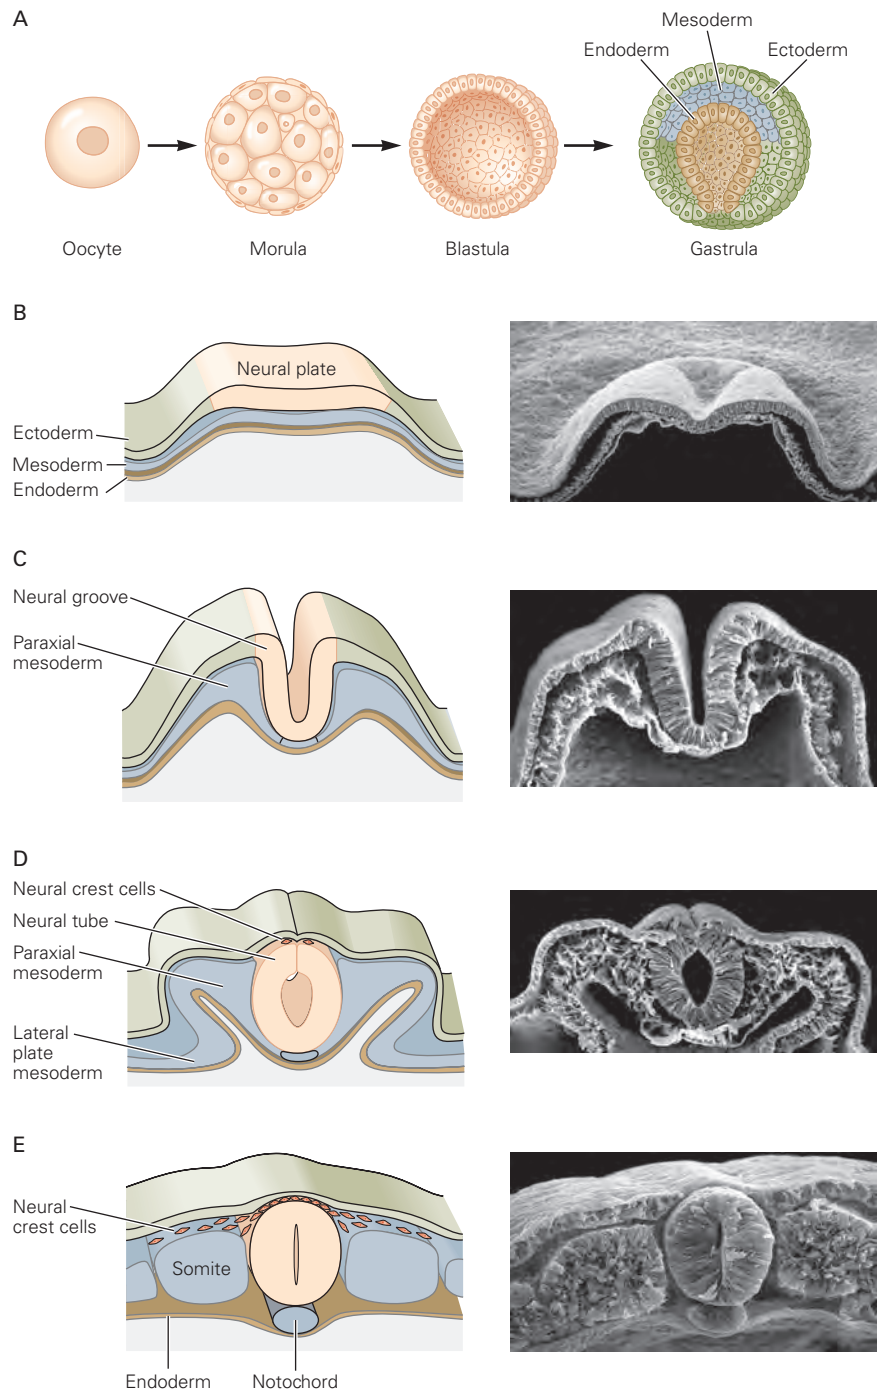 A
Mesoderm
Endoderm
Ectoderm
Oocyte
Morula
Blastula
Gastrula
B
Neural plate
Ectoderm
Mesoderm
Endoderm
C
Neural groove
Paraxial
mesoderm
D
Neural crest cells
Neural tube
Paraxial
mesoderm
Lateral
plate
mesoderm
E
Neural
crest cells
Somite
Endoderm
Notochord